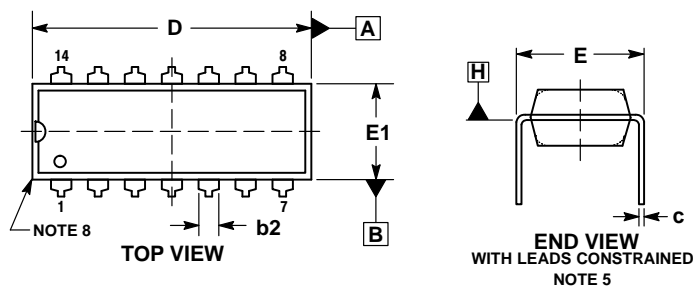 D
A
14
8
E1
1
7
NOTE 8
b2
B
TOP VIEW
E
H
c
END VIEW
WITH LEADS CONSTRAINED
NOTE 5